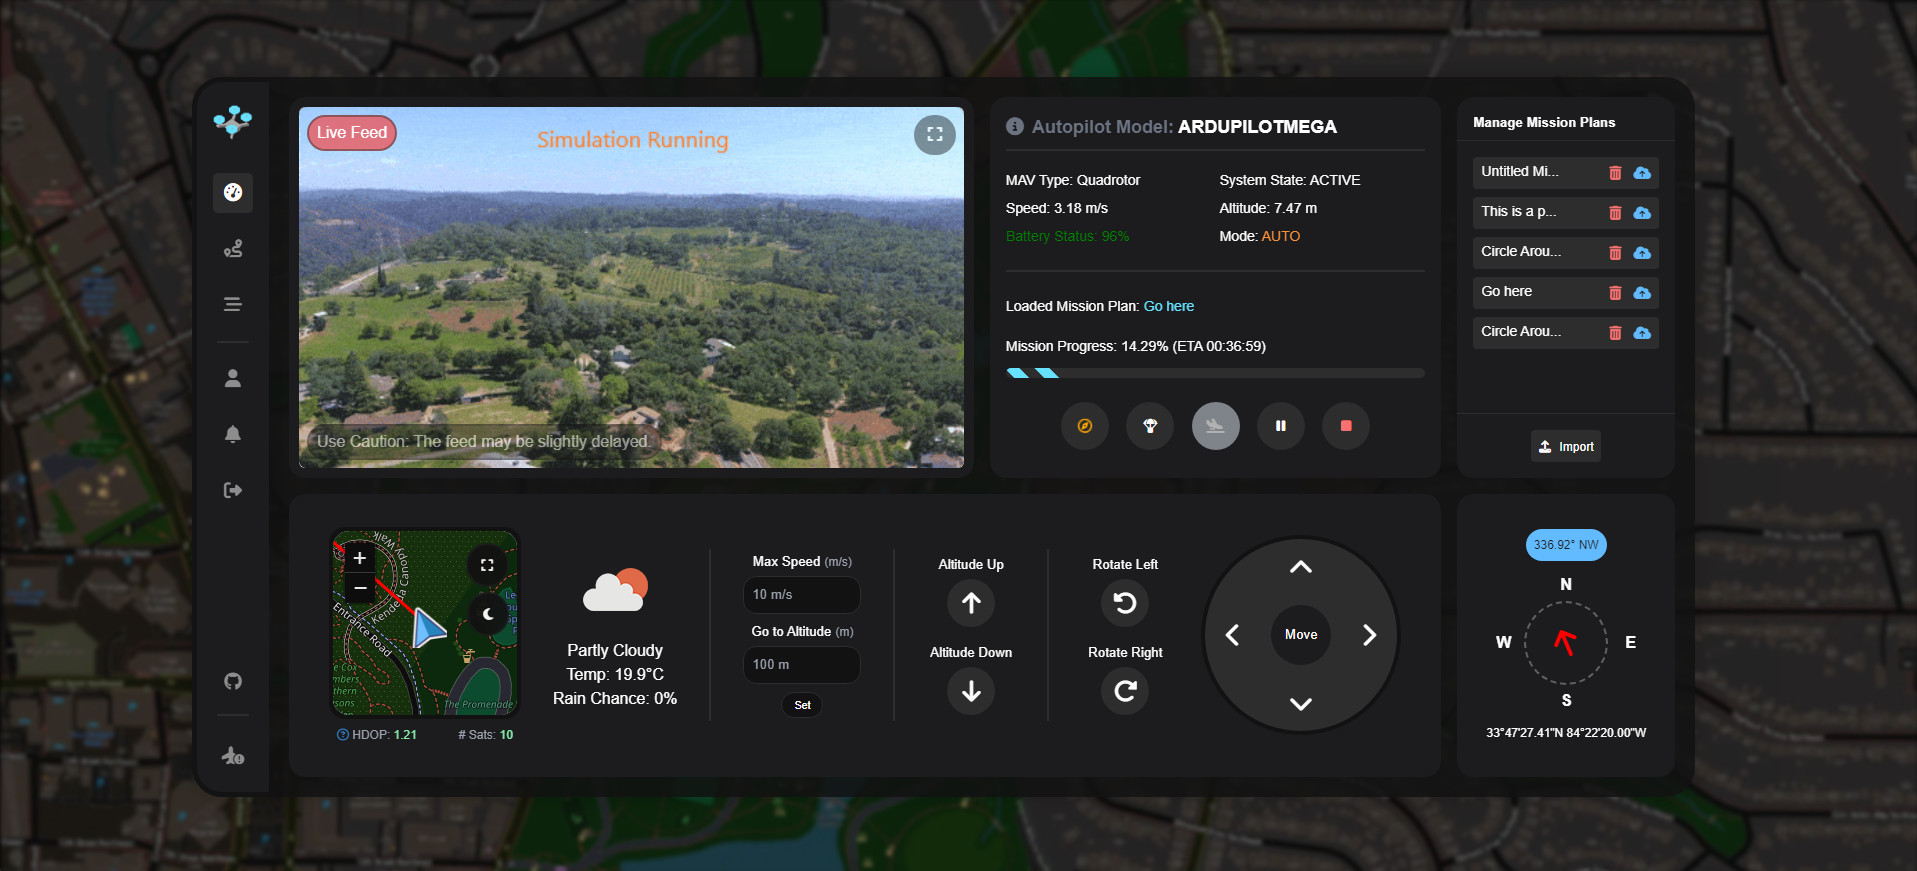 Live Feed
Simulation Running
Use Caution: The feed may be slightly delayed.
Autopilot Model: ARDUPILOTMEGA
MAV Type: Quadrotor
System State: ACTIVE
Speed: 3.18 m/s
Altitude: 7.47 m
Battery Status: 96%
Mode: AUTO
Loaded Mission Plan: Go here
Mission Progress: 14.29% (ETA 00:36:59)
Manage Mission Plans
Untitled Mi...
This is a p...
Circle Arou...
Go here
Circle Arou...
Import
+
−
Canopy Walk
Kendeda
Entrance Road
The Promenade
HDOP: 1.21
# Sats: 10
Partly Cloudy
Temp: 19.9°C
Rain Chance: 0%
Max Speed (m/s)
10 m/s
Go to Altitude (m)
100 m
Set
Altitude Up
Altitude Down
Rotate Left
Rotate Right
Move
336.92° NW
N
W
E
S
33°47'27.41"N 84°22'20.00"W